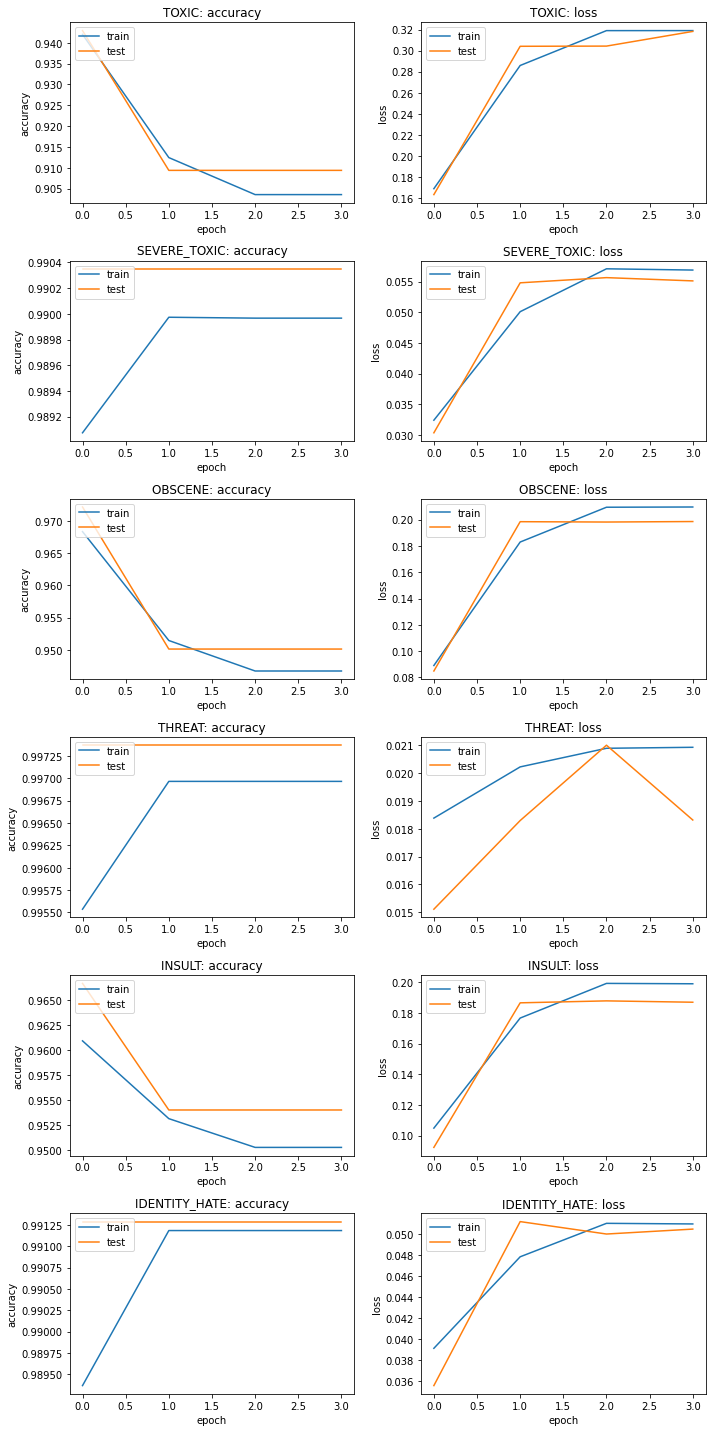 TOXIC: accuracy
0.940
0.935
0.930
0.925
0.920
0.915
0.910
0.905
accuracy
train
test
0.0 0.5 1.0 1.5 2.0 2.5 3.0
epoch
TOXIC: loss
0.32
0.30
0.28
0.26
0.24
0.22
0.20
0.18
0.16
loss
train
test
0.0 0.5 1.0 1.5 2.0 2.5 3.0
epoch
SEVERE_TOXIC: accuracy
0.9904
0.9902
0.9900
0.9898
0.9896
0.9894
0.9892
accuracy
train
test
0.0 0.5 1.0 1.5 2.0 2.5 3.0
epoch
SEVERE_TOXIC: loss
0.055
0.050
0.045
0.040
0.035
0.030
loss
train
test
0.0 0.5 1.0 1.5 2.0 2.5 3.0
epoch
OBSCENE: accuracy
0.970
0.965
0.960
0.955
0.950
accuracy
train
test
0.0 0.5 1.0 1.5 2.0 2.5 3.0
epoch
OBSCENE: loss
0.20
0.18
0.16
0.14
0.12
0.10
0.08
loss
train
test
0.0 0.5 1.0 1.5 2.0 2.5 3.0
epoch
THREAT: accuracy
0.99725
0.99700
0.99675
0.99650
0.99625
0.99600
0.99575
0.99550
accuracy
train
test
0.0 0.5 1.0 1.5 2.0 2.5 3.0
epoch
THREAT: loss
0.021
0.020
0.019
0.018
0.017
0.016
0.015
loss
train
test
0.0 0.5 1.0 1.5 2.0 2.5 3.0
epoch
INSULT: accuracy
0.9650
0.9625
0.9600
0.9575
0.9550
0.9525
0.9500
accuracy
train
test
0.0 0.5 1.0 1.5 2.0 2.5 3.0
epoch
INSULT: loss
0.20
0.18
0.16
0.14
0.12
0.10
loss
train
test
0.0 0.5 1.0 1.5 2.0 2.5 3.0
epoch
IDENTITY_HATE: accuracy
0.99125
0.99100
0.99075
0.99050
0.99025
0.99000
0.98975
0.98950
accuracy
train
test
0.0 0.5 1.0 1.5 2.0 2.5 3.0
epoch
IDENTITY_HATE: loss
0.050
0.048
0.046
0.044
0.042
0.040
0.038
0.036
loss
train
test
0.0 0.5 1.0 1.5 2.0 2.5 3.0
epoch